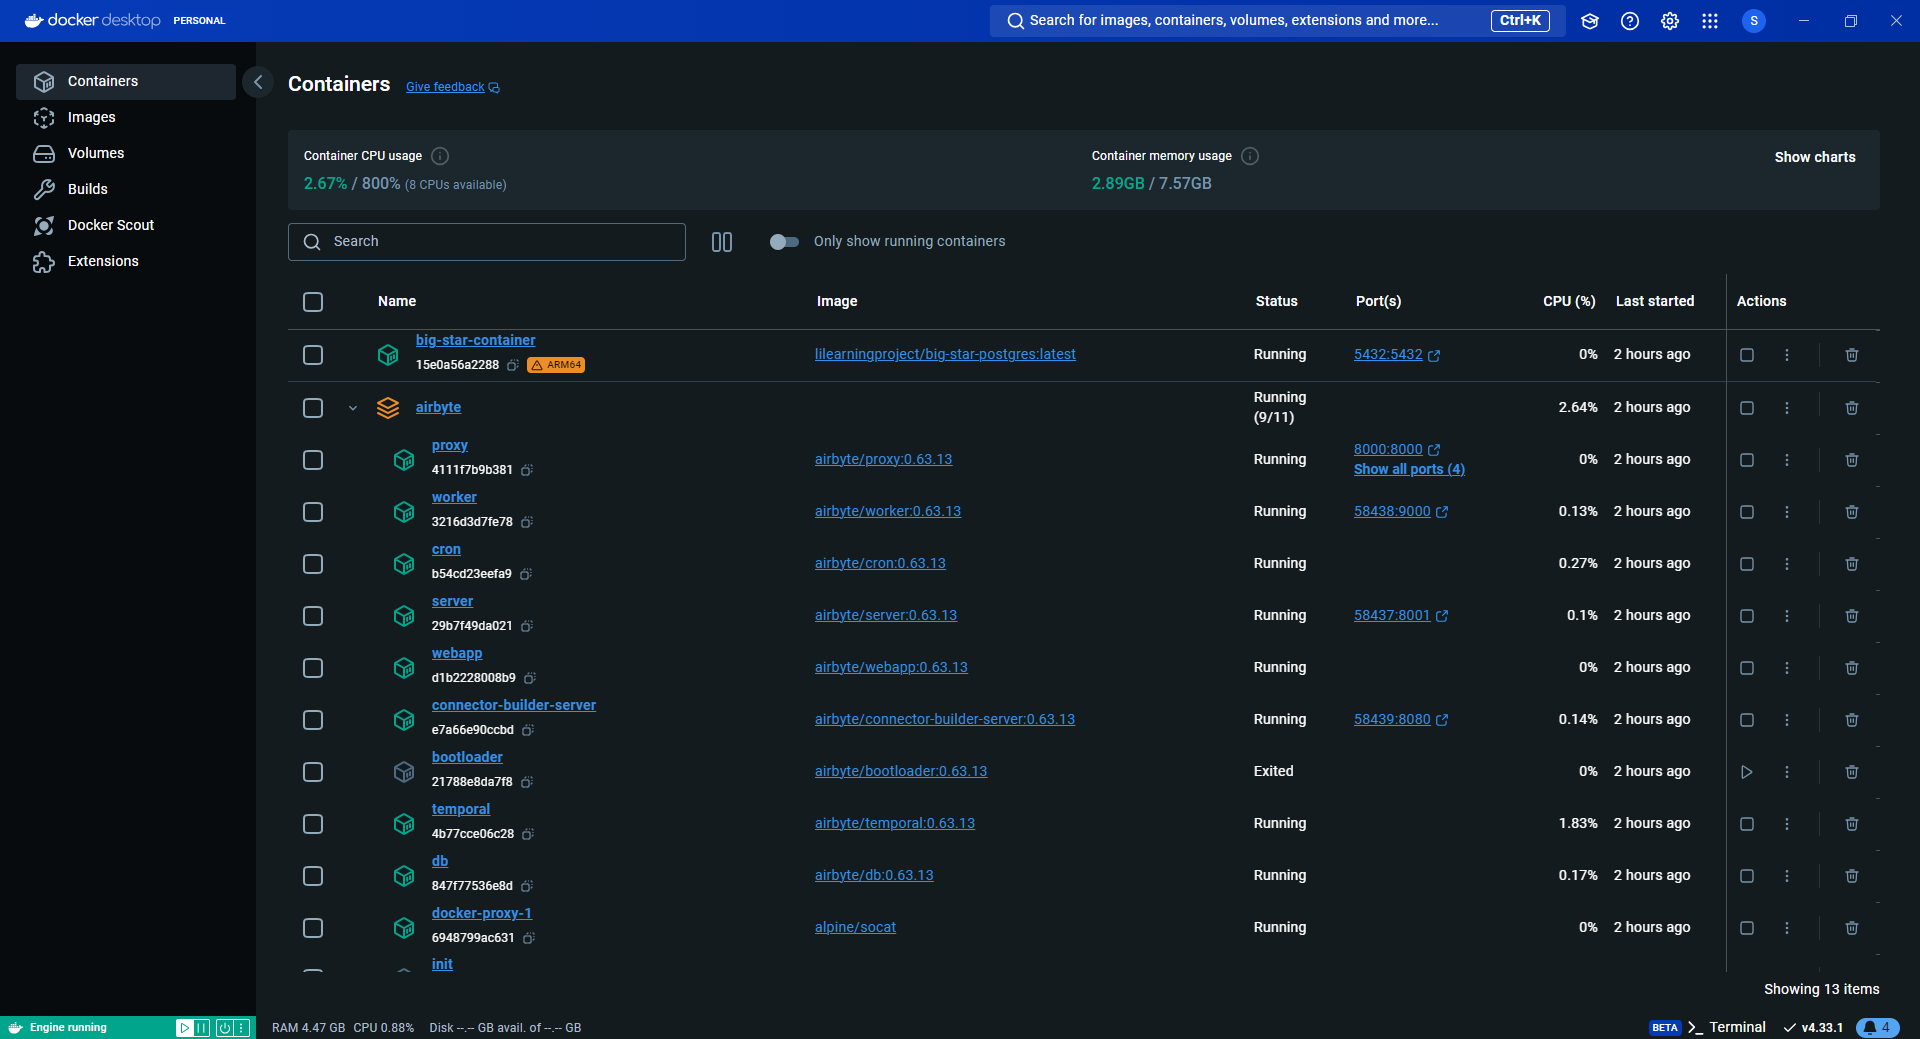 docker desktop PERSONAL
Search for images, containers, volumes, extensions and more... Ctrl+K
S
Containers
Images
Volumes
Builds
Docker Scout
Extensions
Containers Give feedback
Container CPU usage
2.67% / 800% (8 CPUs available)
Container memory usage
2.89GB / 7.57GB
Show charts
Search
Only show running containers
Name Image Status Port(s) CPU (%) Last started Actions
big-star-container
15e0a56a2288 ARM64
lilearningproject/big-star-postgres:latest Running 5432:5432 0% 2 hours ago
airbyte Running (9/11) 2.64% 2 hours ago
proxy
4111f7b9b381
airbyte/proxy:0.63.13 Running 8000:8000 0% 2 hours ago
Show all ports (4)
worker
3216d3d7fe78
airbyte/worker:0.63.13 Running 58438:9000 0.13% 2 hours ago
cron
b54cd23eefa9
airbyte/cron:0.63.13 Running 0.27% 2 hours ago
server
29b7f49da021
airbyte/server:0.63.13 Running 58437:8001 0.1% 2 hours ago
webapp
d1b2228008b9
airbyte/webapp:0.63.13 Running 0% 2 hours ago
connector-builder-server
e7a66e90ccbd
airbyte/connector-builder-server:0.63.13 Running 58439:8080 0.14% 2 hours ago
bootloader
21788e8da7f8
airbyte/bootloader:0.63.13 Exited 0% 2 hours ago
temporal
4b77cce06c28
airbyte/temporal:0.63.13 Running 1.83% 2 hours ago
db
847f77536e8d
airbyte/db:0.63.13 Running 0.17% 2 hours ago
docker-proxy-1
6948799ac631
alpine/socat Running 0% 2 hours ago
init
Showing 13 items
Engine running
RAM 4.47 GB CPU 0.88% Disk --.-- GB avail. of --.-- GB
BETA >_ Terminal v4.33.1 4